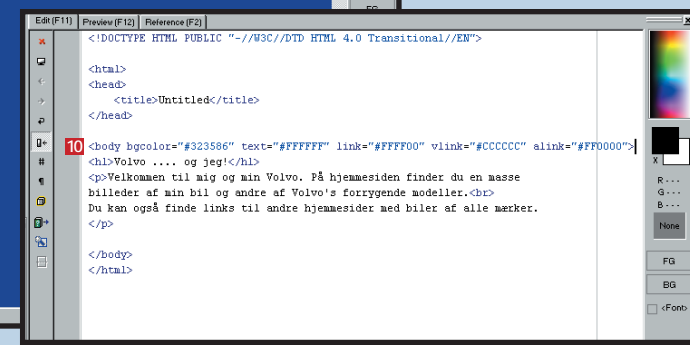 FG
Edit (F11) Preview (F12) Reference (F2)
<!DOCTYPE HTML PUBLIC "-//W3C//DTD HTML 4.0 Transitional//EN">
<html>
<head>
<title>Untitled</title>
</head>
10 <body bgcolor="#323586" text="#FFFFFF" link="#FFFF00" vlink="#CCCCCC" alink="#FF0000">
<hl>Volvo .... og jeg!</hl>
<p>Velkommen til mig og min Volvo. På hjemmesiden finder du en masse
billeder af min bil og andre af Volvo's forrygende modeller.<br>
Du kan også finde links til andre hjemmesider med biler af alle mærker.
</p>
</body>
</html>
X
R - - -
G - - -
B - - -
None
FG
BG
<Font>